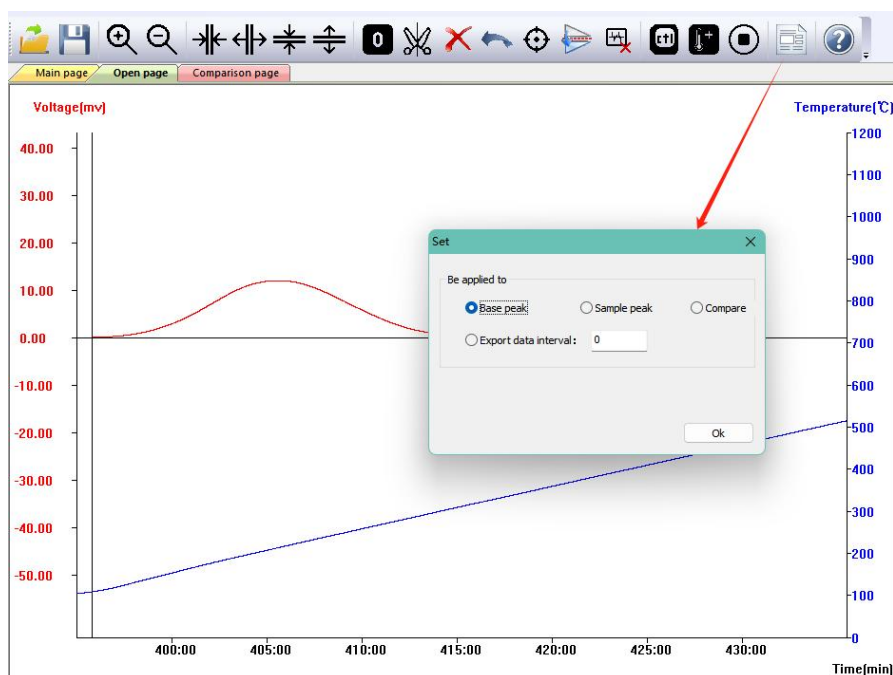 0
ctl
?
Main page
Open page
Comparison page
Voltage(mv)
Temperature(℃)
40.00
30.00
20.00
10.00
0.00
-10.00
-20.00
-30.00
-40.00
-50.00
1200
1100
1000
900
800
700
600
500
400
300
200
100
0
Set
Be applied to
Base peak
Sample peak
Compare
Export data interval:
0
Ok
400:00
405:00
410:00
415:00
420:00
425:00
430:00
Time(min)